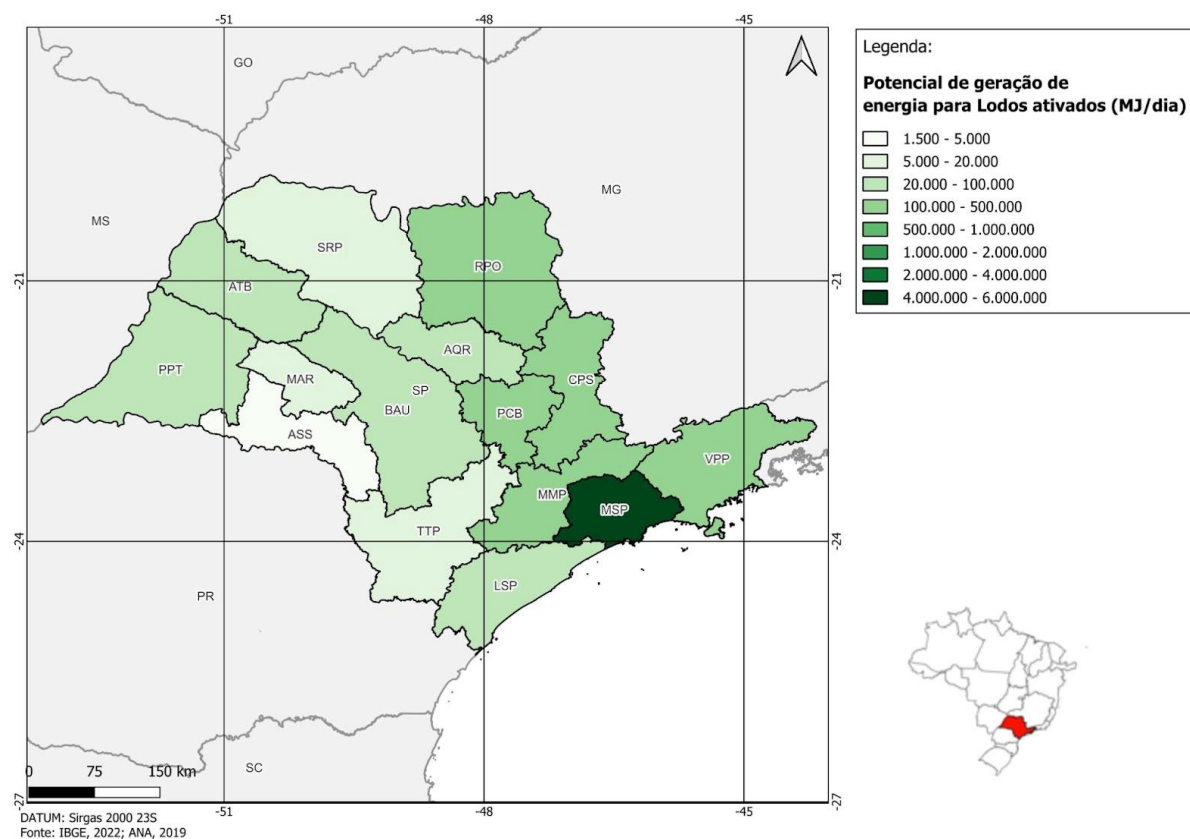 -51
-48
-45
GO
MG
MS
SRP
RPO
-21
-21
ATB
AQR
PPT
MAR
SP
CPS
BAU
PCB
ASS
VPP
MMP
MSP
TTP
-24
-24
LSP
PR
SC
0 75 150 km
-27
-27
-51
-48
-45
DATUM: Sirgas 2000 23S
Fonte: IBGE, 2022; ANA, 2019
Legenda:
Potencial de geração de
energia para Lodos ativados (MJ/dia)
1.500 - 5.000
5.000 - 20.000
20.000 - 100.000
100.000 - 500.000
500.000 - 1.000.000
1.000.000 - 2.000.000
2.000.000 - 4.000.000
4.000.000 - 6.000.000